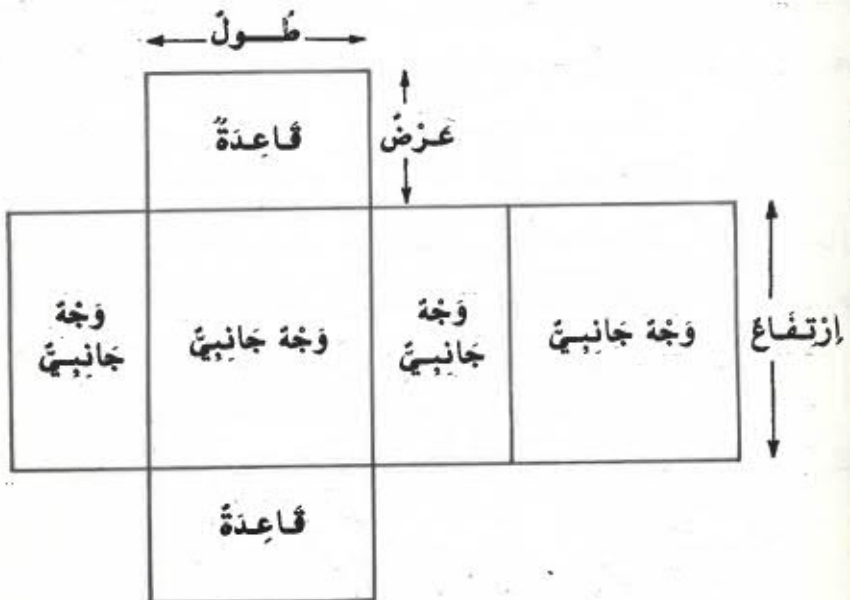 طُولٌ
قَاعِدَةٌ
عَرْضٌ
وَجْهٌ جَانِبِيٌّ
وَجْهٌ
جَانِبِيٌّ
وَجْهٌ جَانِبِيٌّ
وَجْهٌ
جَانِبِيٌّ
اِرْتِفَاعٌ
قَاعِدَةٌ